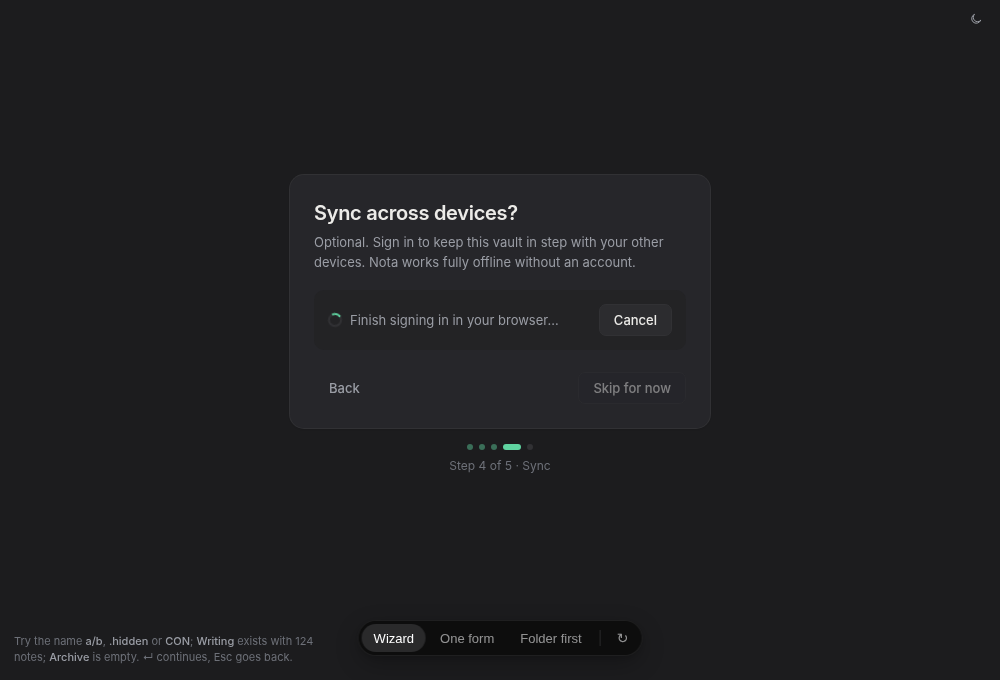 Sync across devices?
Optional. Sign in to keep this vault in step with your other
devices. Nota works fully offline without an account.
Finish signing in in your browser... Cancel
Back Skip for now
Step 4 of 5 · Sync
Try the name a/b, .hidden or CON; Writing exists with 124
notes; Archive is empty. ↵ continues, Esc goes back.
Wizard One form Folder first ↻